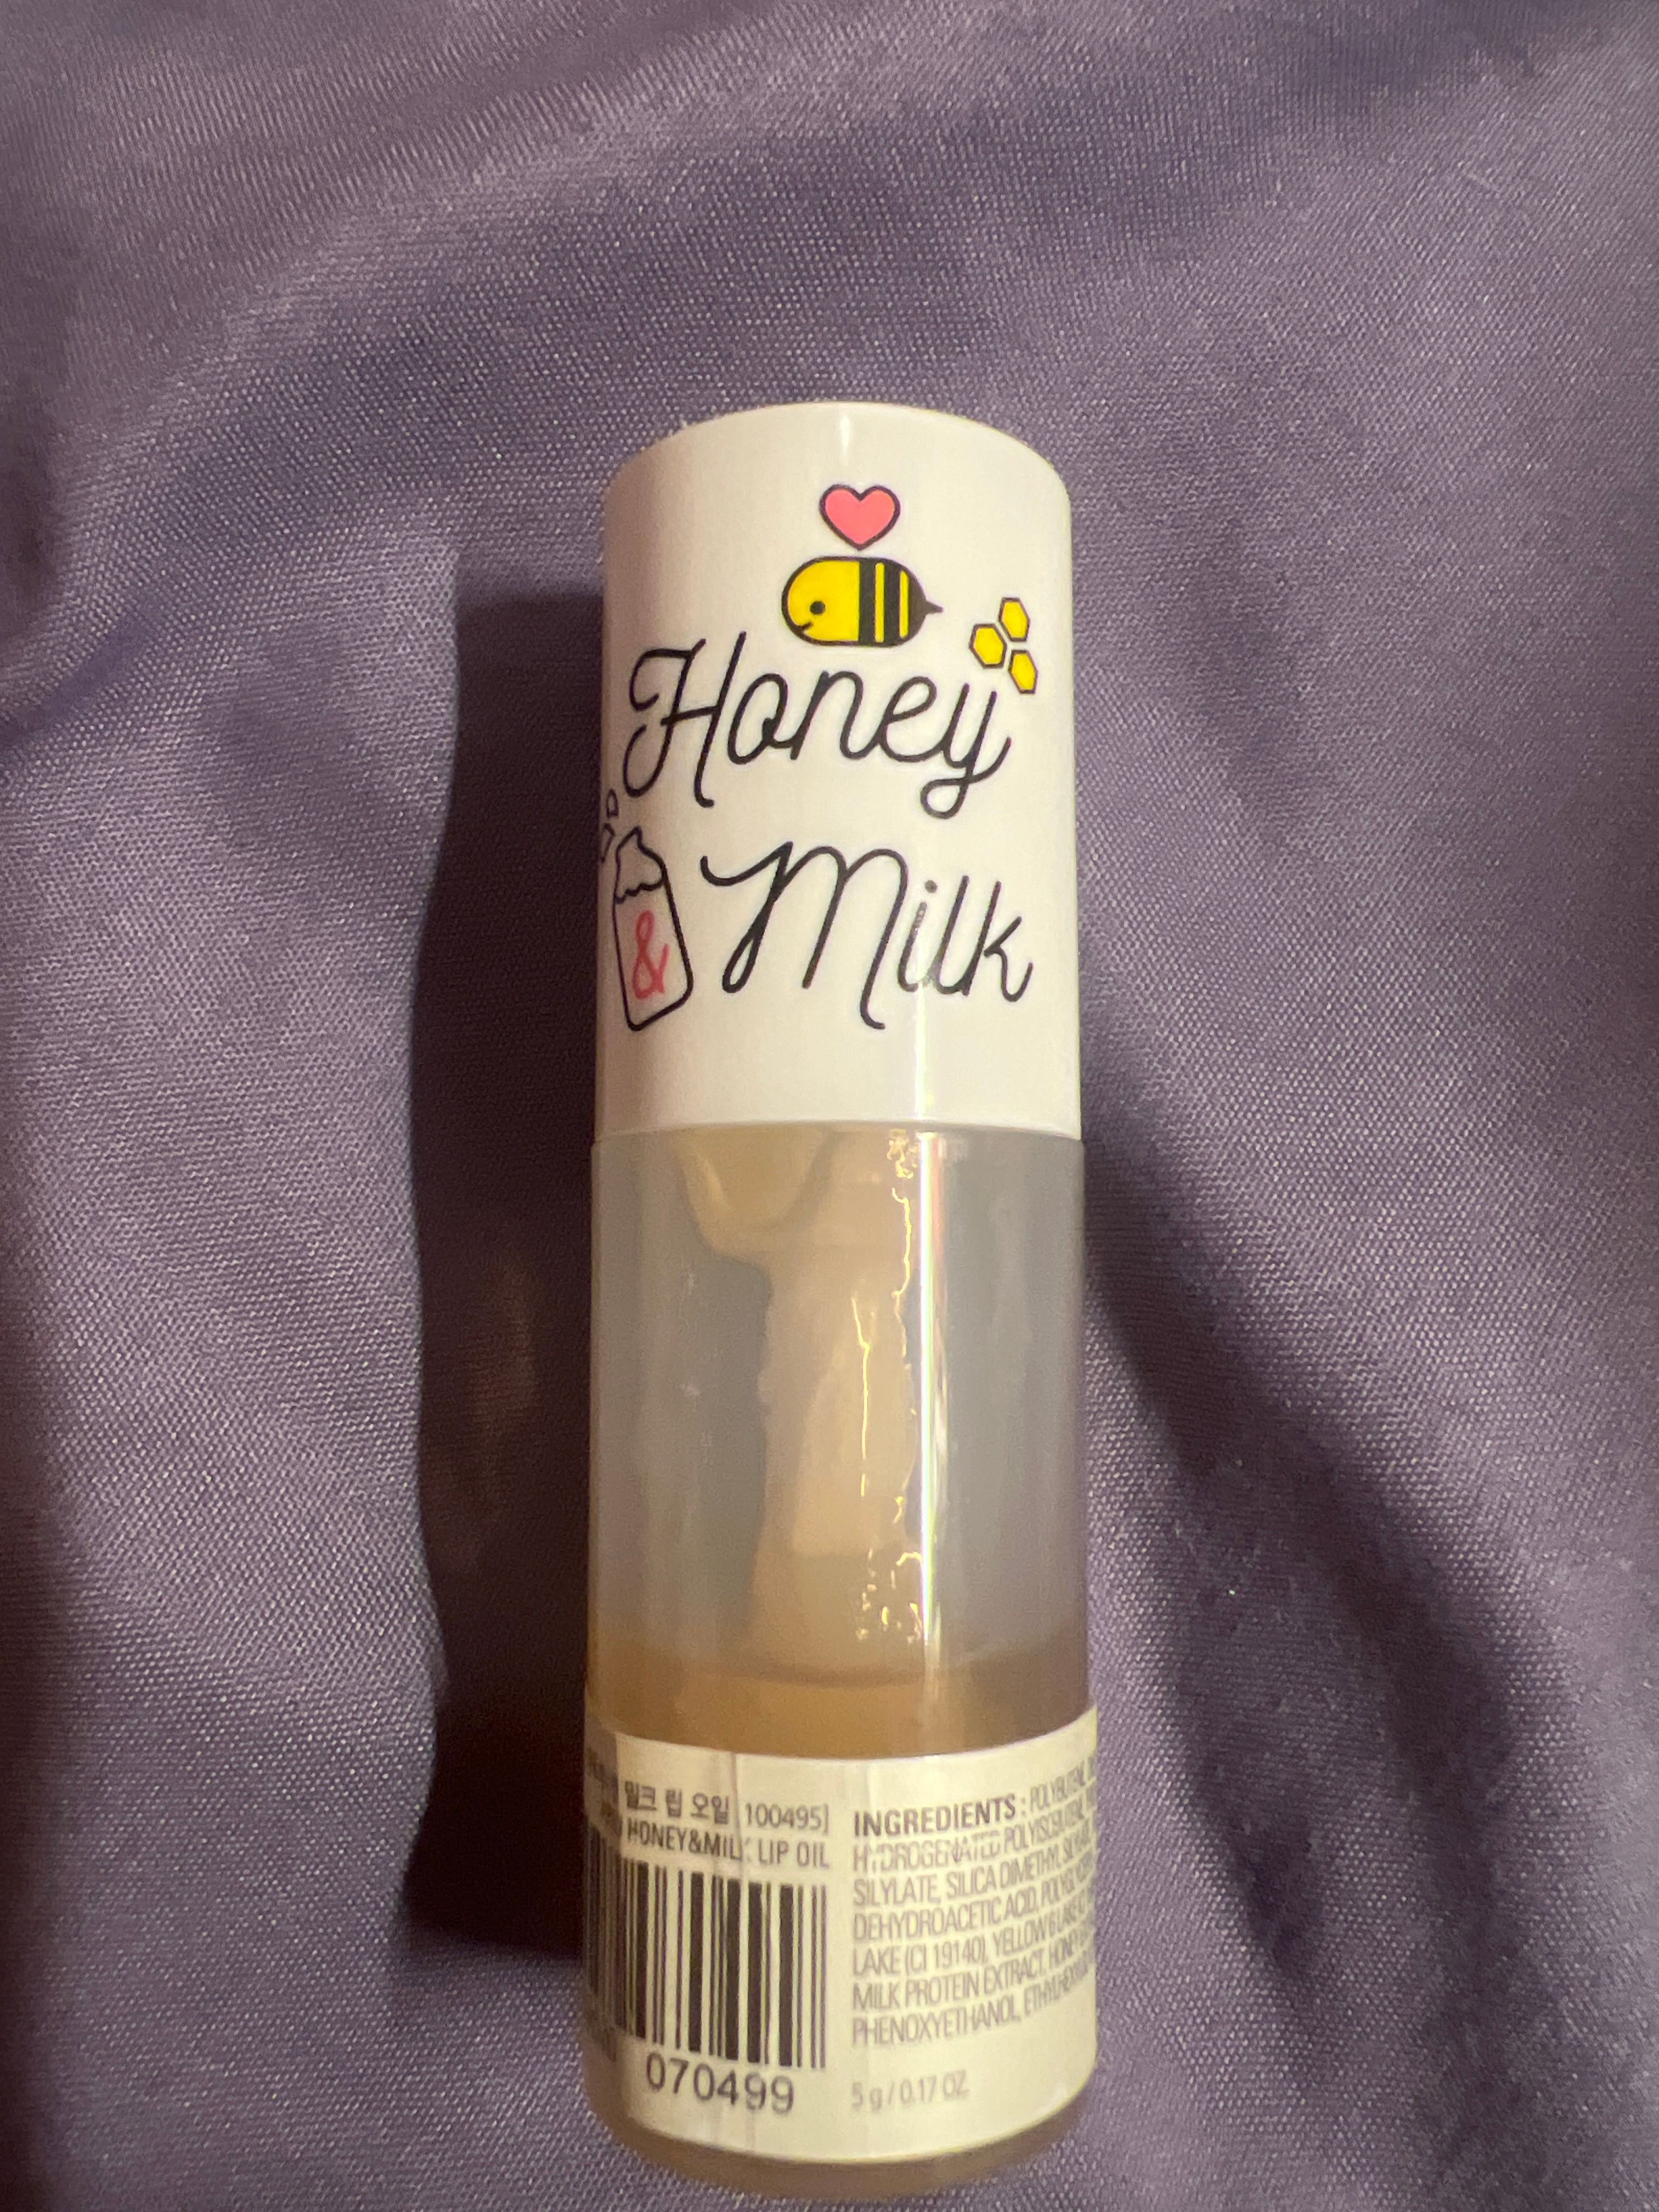 Honey
& Milk
밀크 립 오일 100495]
HONEY&MILK LIP OIL
070499
INGREDIENTS : POLYBUTENE,
HYDROGENATED POLYISOBUTENE,
SILYLATE, SILICA DIMETHYL SILYLATE,
DEHYDROACETIC ACID,
LAKE (CI 19140), YELLOW 6 LAKE
MILK PROTEIN EXTRACT, HONEY
PHENOXYETHANOL,
5 g / 0.17 OZ.